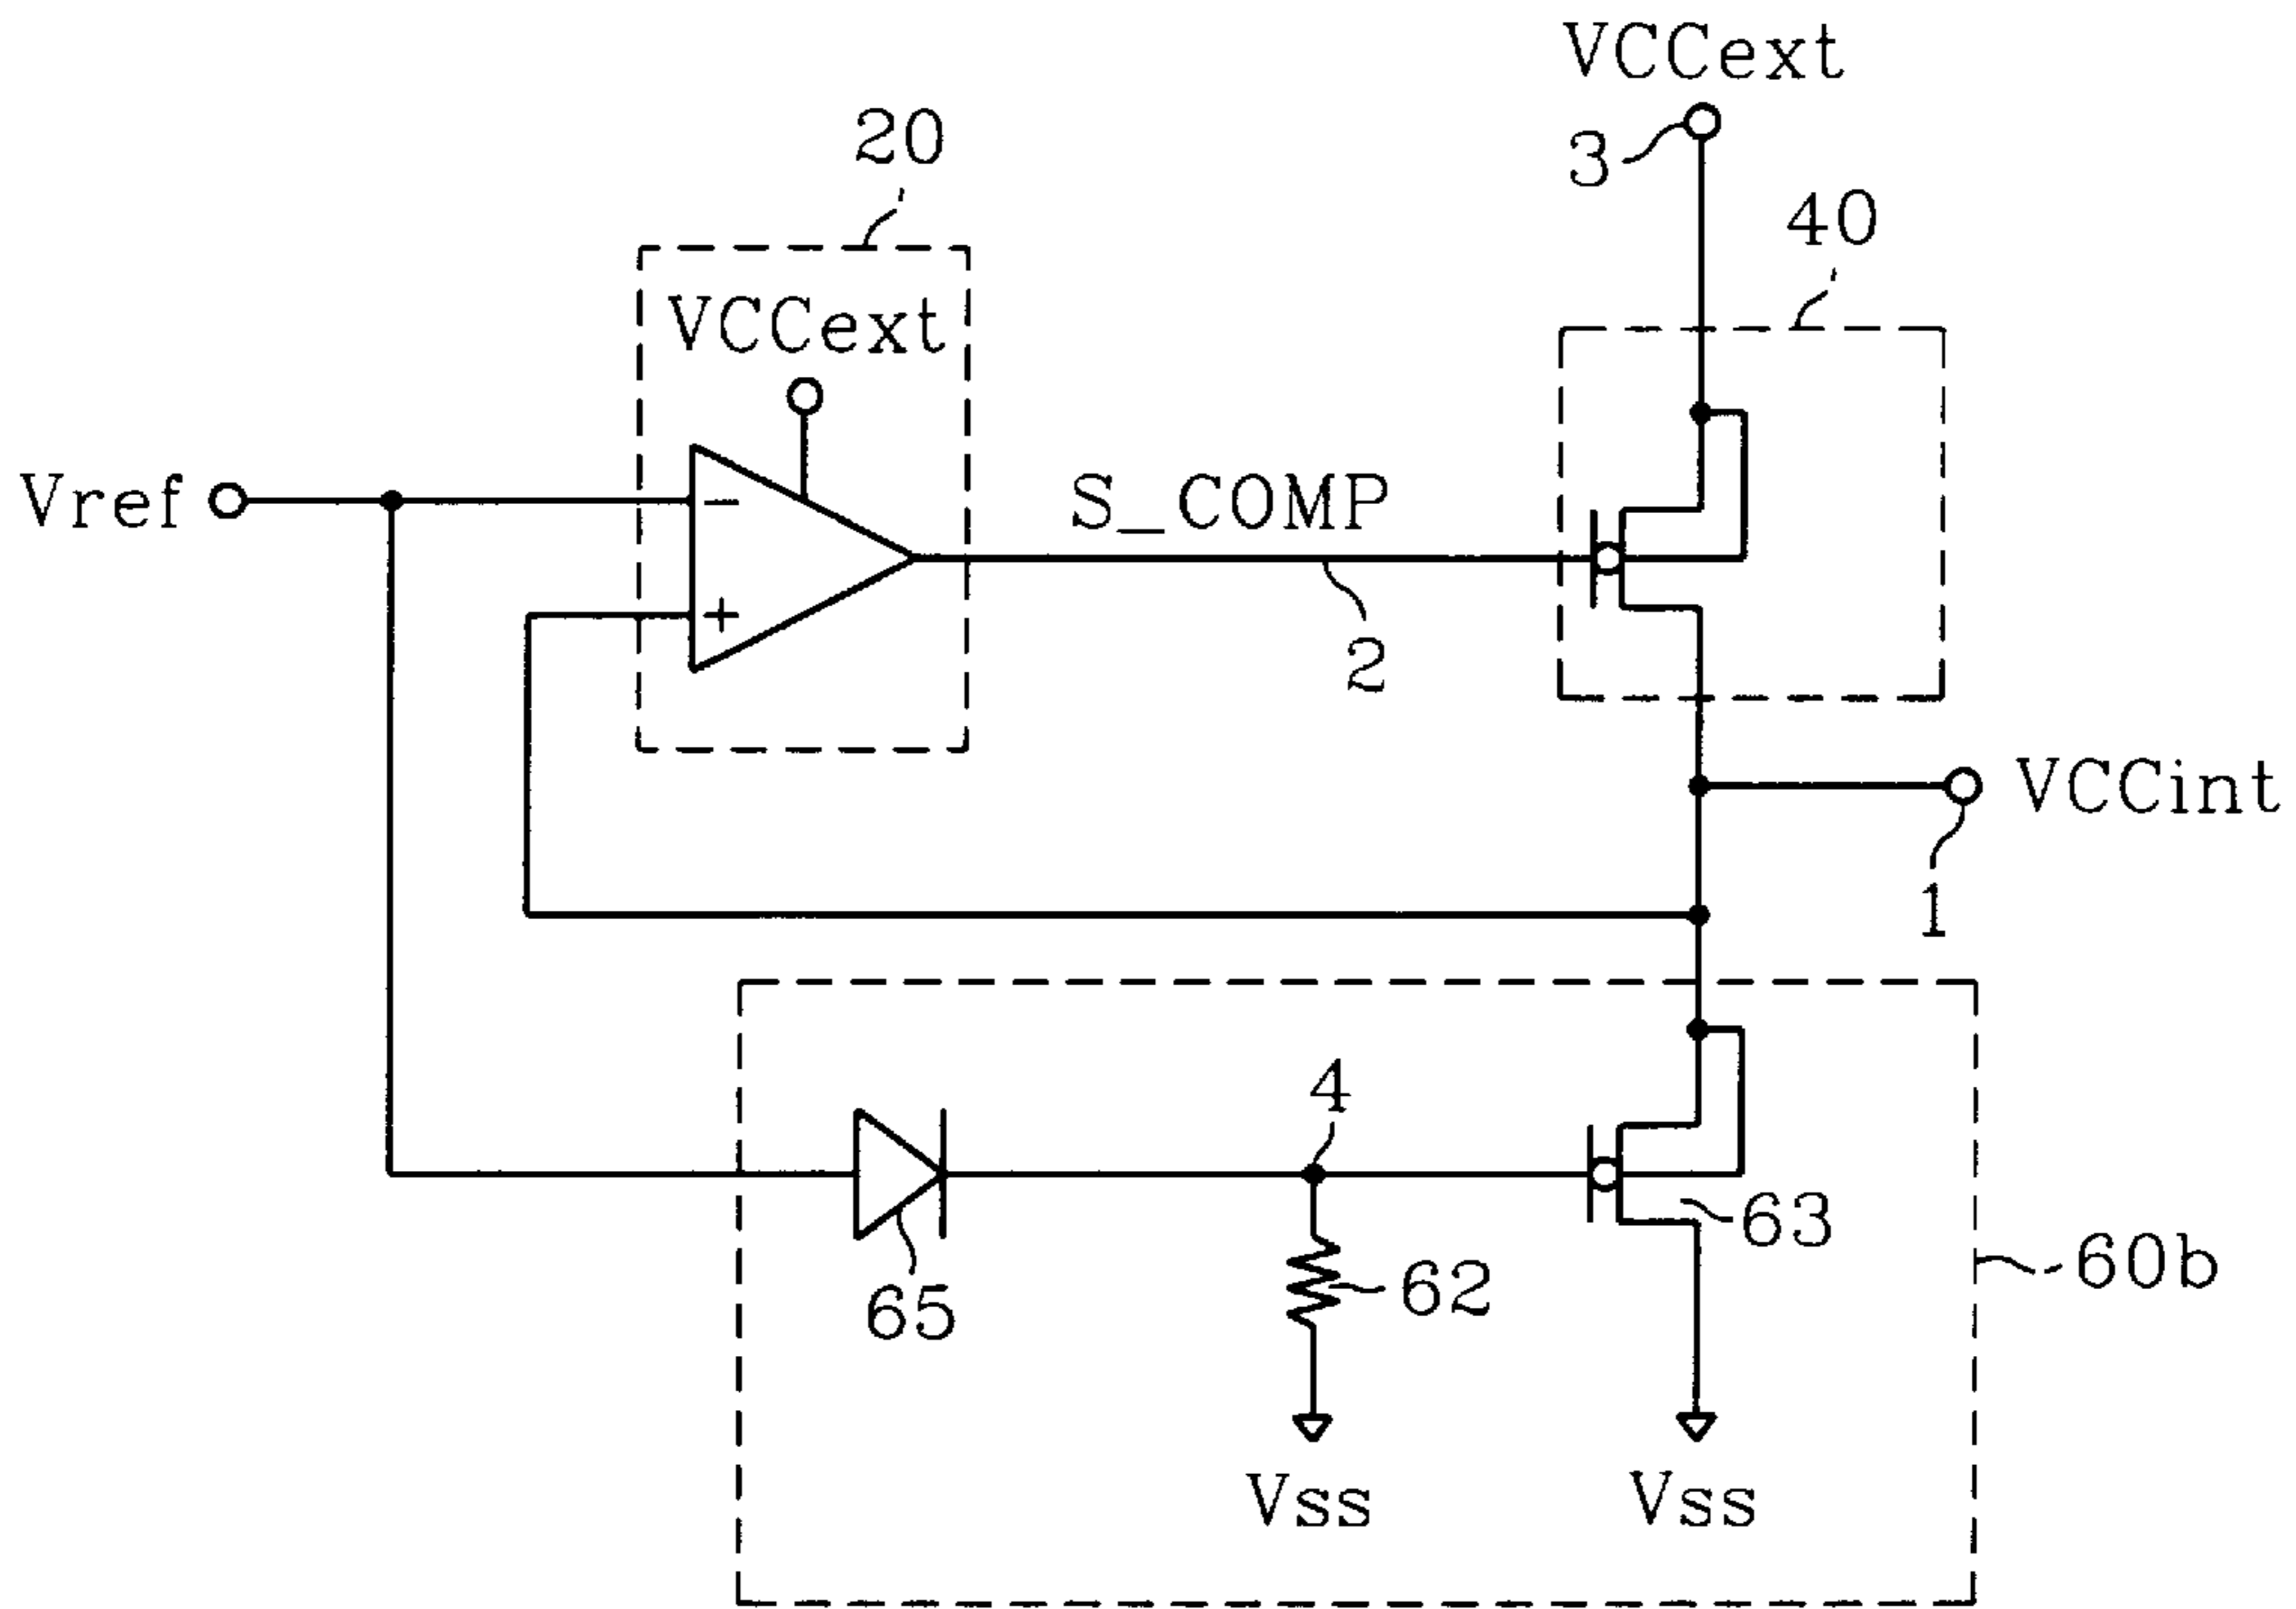 VCCext
3
20
40
VCCext
Vref
−
S_COMP
+
2
VCCint
1
4
63
65
62
60b
Vss
Vss